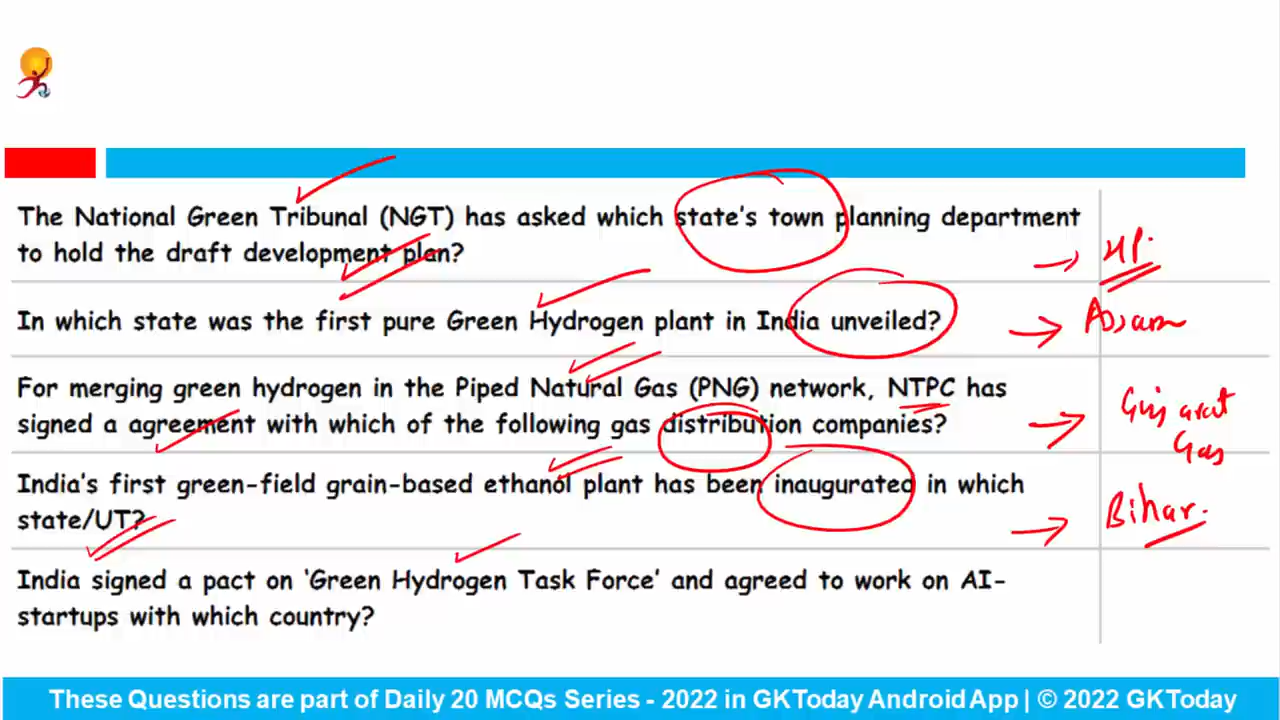 The National Green Tribunal (NGT) has asked which state's town planning department
to hold the draft development plan?
HP.
In which state was the first pure Green Hydrogen plant in India unveiled?
Assam
For merging green hydrogen in the Piped Natural Gas (PNG) network, NTPC has
signed a agreement with which of the following gas distribution companies?
Gujarat
Gas
India's first green-field grain-based ethanol plant has been inaugurated in which
state/UT?
Bihar.
India signed a pact on 'Green Hydrogen Task Force' and agreed to work on AI-
startups with which country?
These Questions are part of Daily 20 MCQs Series - 2022 in GKToday Android App | © 2022 GKToday